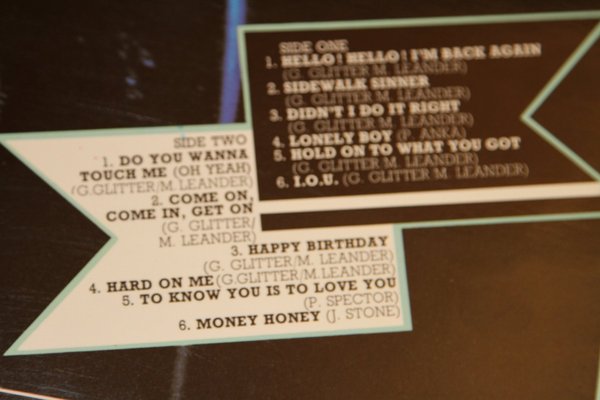 SIDE ONE
1. HELLO! HELLO! I'M BACK AGAIN
(G. GLITTER M. LEANDER)
2. SIDEWALK SINNER
(G. GLITTER M. LEANDER)
3. DIDN'T I DO IT RIGHT
(G. GLITTER M. LEANDER)
4. LONELY BOY (P. ANKA)
5. HOLD ON TO WHAT YOU GOT
(G. GLITTER M. LEANDER)
6. I.O.U. (G. GLITTER M. LEANDER)
SIDE TWO
1. DO YOU WANNA
TOUCH ME (OH YEAH)
(G.GLITTER/M. LEANDER)
2. COME ON,
COME IN, GET ON
(G. GLITTER/
M. LEANDER)
3. HAPPY BIRTHDAY
(G. GLITTER/M. LEANDER)
4. HARD ON ME (G.GLITTER/M.LEANDER)
5. TO KNOW YOU IS TO LOVE YOU
(P. SPECTOR)
6. MONEY HONEY (J. STONE)